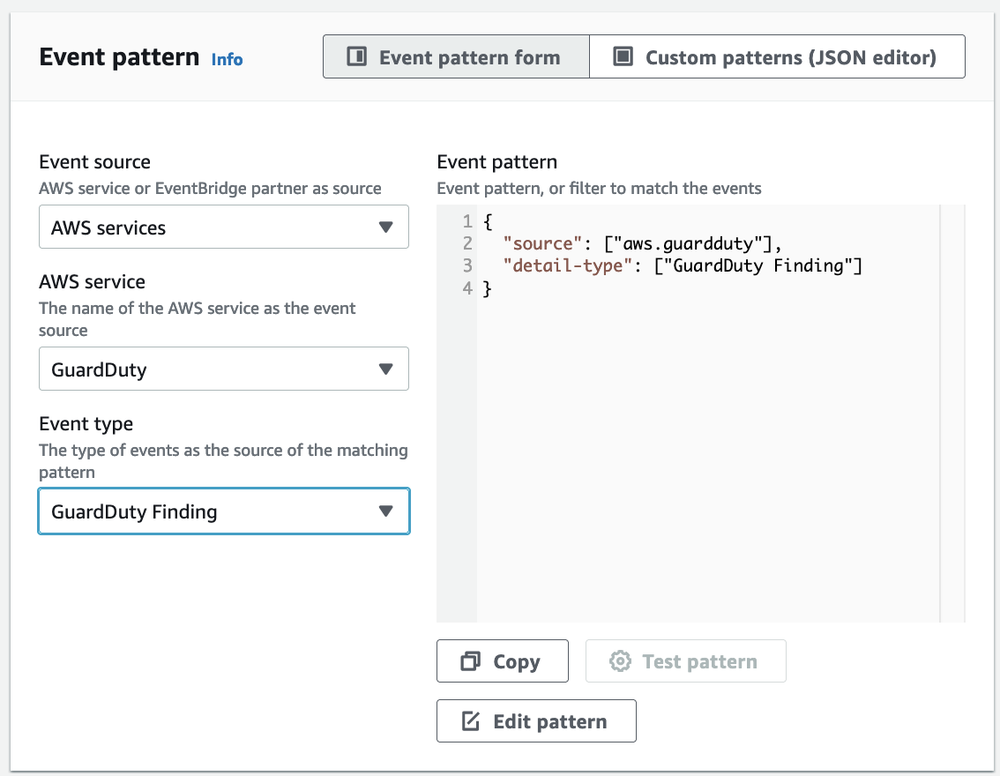 Event pattern Info
Event pattern form
Custom patterns (JSON editor)
Event source
AWS service or EventBridge partner as source
AWS services
AWS service
The name of the AWS service as the event
source
GuardDuty
Event type
The type of events as the source of the matching
pattern
GuardDuty Finding
Event pattern
Event pattern, or filter to match the events
1 {
2   "source": ["aws.guardduty"],
3   "detail-type": ["GuardDuty Finding"]
4 }
Copy
Test pattern
Edit pattern